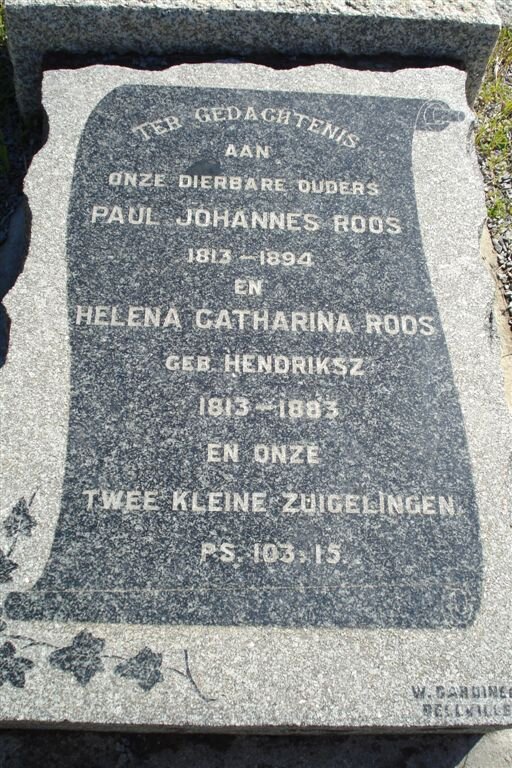 TER GEDACHTENIS
AAN
ONZE DIERBARE OUDERS
PAUL JOHANNES ROOS
1813 – 1894
EN
HELENA CATHARINA ROOS
GEB HENDRIKSZ
1813 – 1883
EN ONZE
TWEE KLEINE ZUIGELINGEN
PS. 103. 15.
W. GARDINER
BELLVILLE